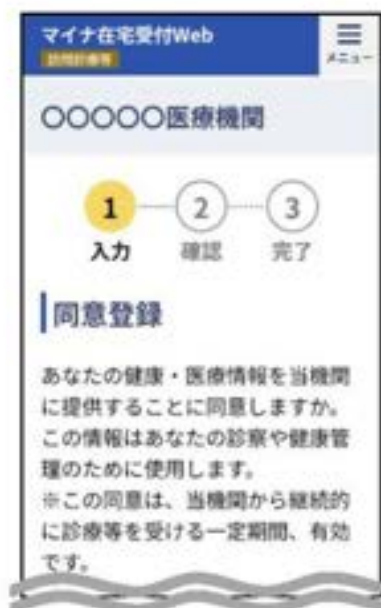 マイナ在宅受付Web
訪問診療等
メニュー
〇〇〇〇〇医療機関
1 2 3
入力 確認 完了
同意登録
あなたの健康・医療情報を当機関
に提供することに同意しますか。
この情報はあなたの診察や健康管
理のために使用します。
※この同意は、当機関から継続的
に診療等を受ける一定期間、有効
です。